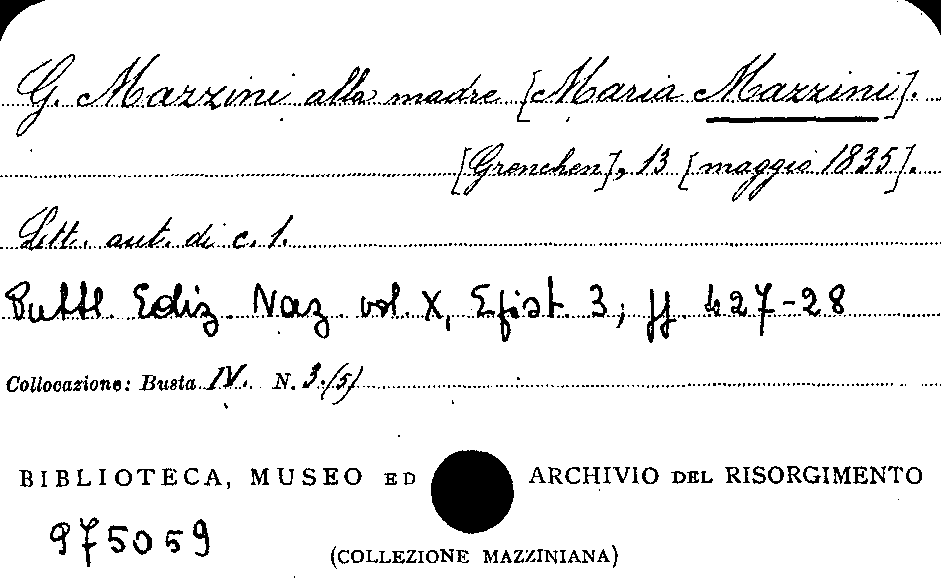 G. Mazzini alla madre [Maria Mazzini].
[Grenchen], 13 [maggio 1835].
Lett. aut. di c. 1.
Pubbl. Ediz. Naz. vol. X, Epist. 3; pp. 427-28
Collocazione: Busta IV. N. 3.(5)
BIBLIOTECA, MUSEO ED ARCHIVIO DEL RISORGIMENTO
975059
(COLLEZIONE MAZZINIANA)